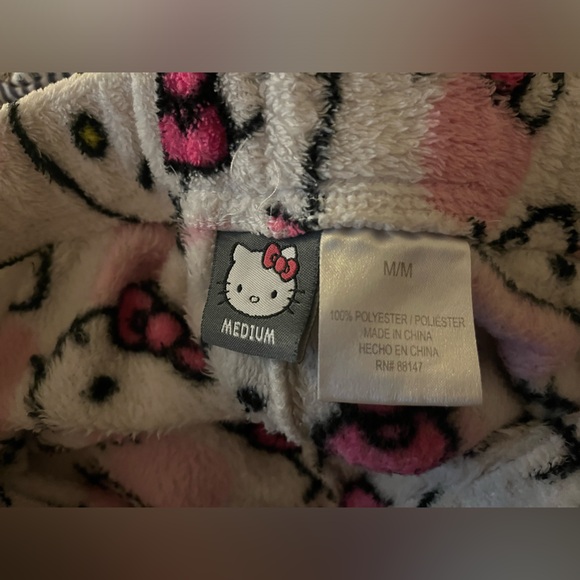 MEDIUM
M/M
100% POLYESTER / POLIESTER
MADE IN CHINA
HECHO EN CHINA
RN# 88147